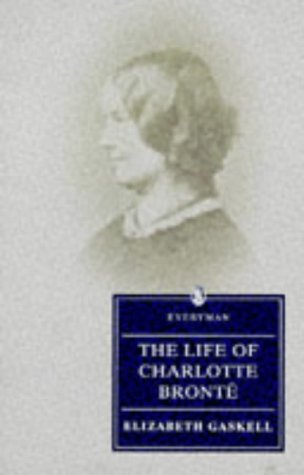 EVERYMAN
THE LIFE OF
CHARLOTTE
BRONTË
ELIZABETH GASKELL